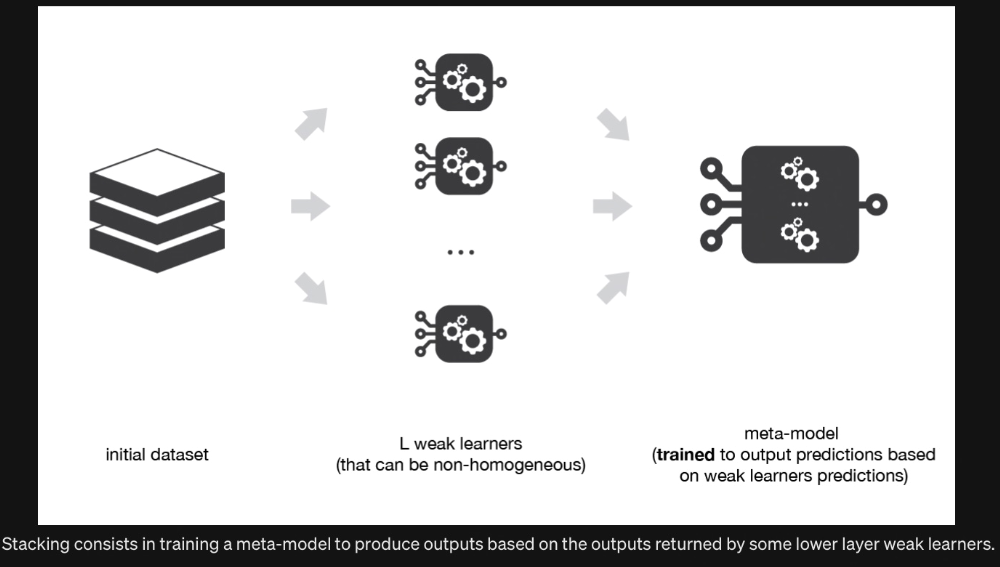 initial dataset
L weak learners
(that can be non-homogeneous)
meta-model
(trained to output predictions based
on weak learners predictions)
Stacking consists in training a meta-model to produce outputs based on the outputs returned by some lower layer weak learners.